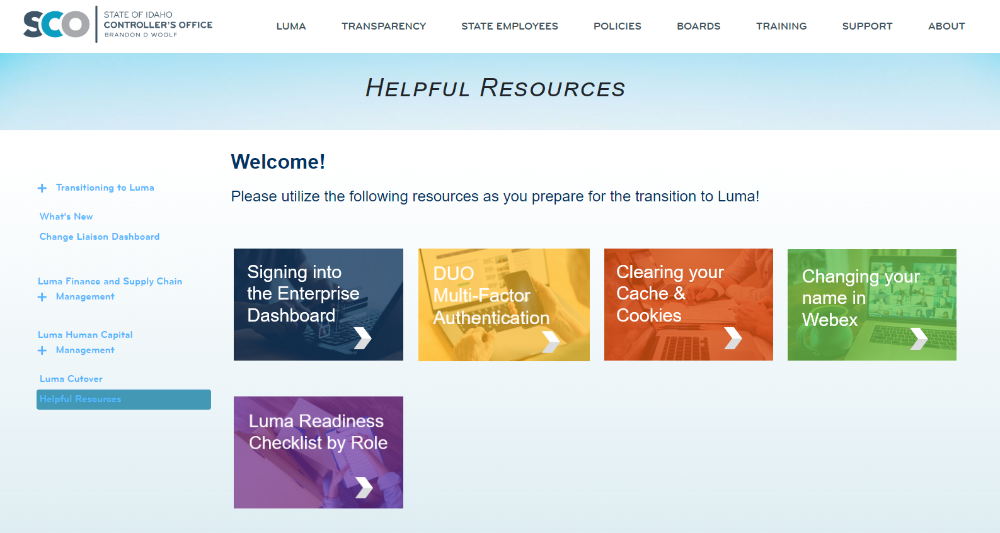 SCO
STATE OF IDAHO
CONTROLLER'S OFFICE
BRANDON D WOOLF
LUMA
TRANSPARENCY
STATE EMPLOYEES
POLICIES
BOARDS
TRAINING
SUPPORT
ABOUT
HELPFUL RESOURCES
Transitioning to Luma
What's New
Change Liaison Dashboard
Luma Finance and Supply Chain
Management
Luma Human Capital
Management
Luma Cutover
Helpful Resources
Welcome!
Please utilize the following resources as you prepare for the transition to Luma!
Signing into
the Enterprise
Dashboard
DUO
Multi-Factor
Authentication
Clearing your
Cache &
Cookies
Changing your
name in
Webex
Luma Readiness
Checklist by Role